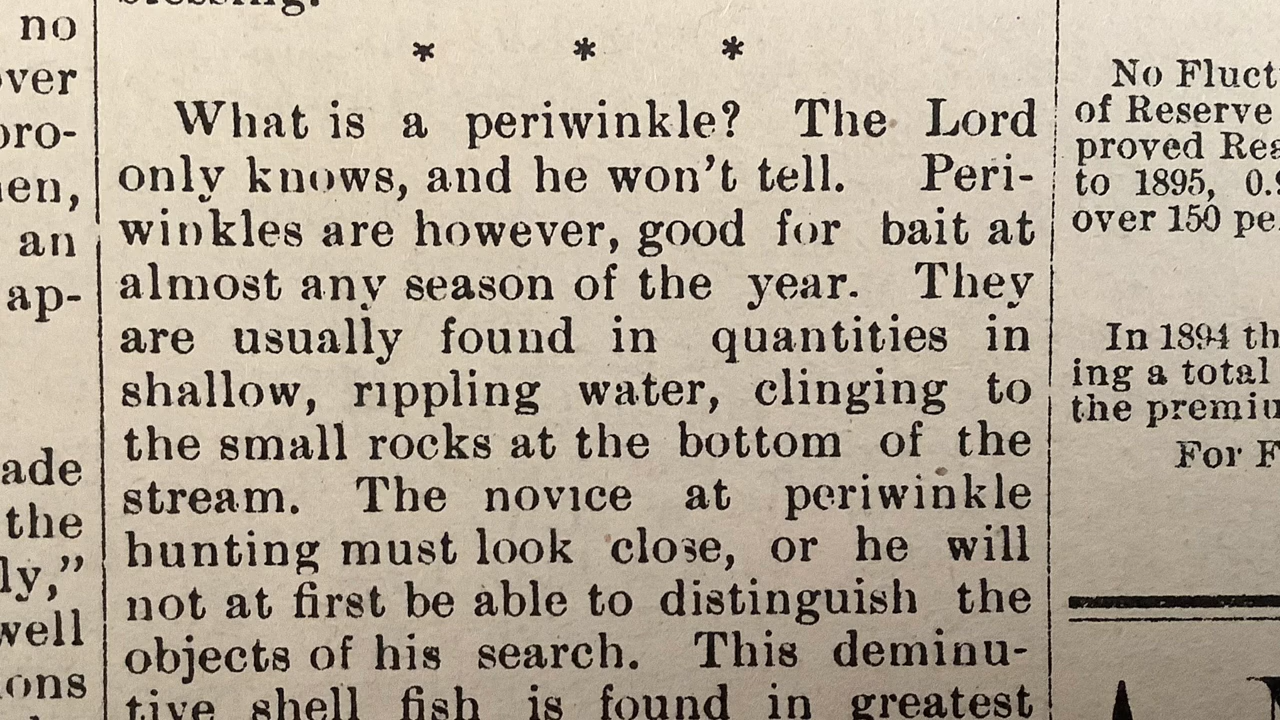 no
over
pro-
en,
an
ap-
ade
the
ly,"
well
ons
blessing.
* * *
What is a periwinkle? The Lord
only knows, and he won't tell. Peri-
winkles are however, good for bait at
almost any season of the year. They
are usually found in quantities in
shallow, rippling water, clinging to
the small rocks at the bottom of the
stream. The novice at periwinkle
hunting must look close, or he will
not at first be able to distinguish the
objects of his search. This deminu-
tive shell fish is found in greatest
No Fluct
of Reserve
proved Rea
to 1895, 0.9
over 150 pe
In 1894 th
ing a total
the premiu
For F